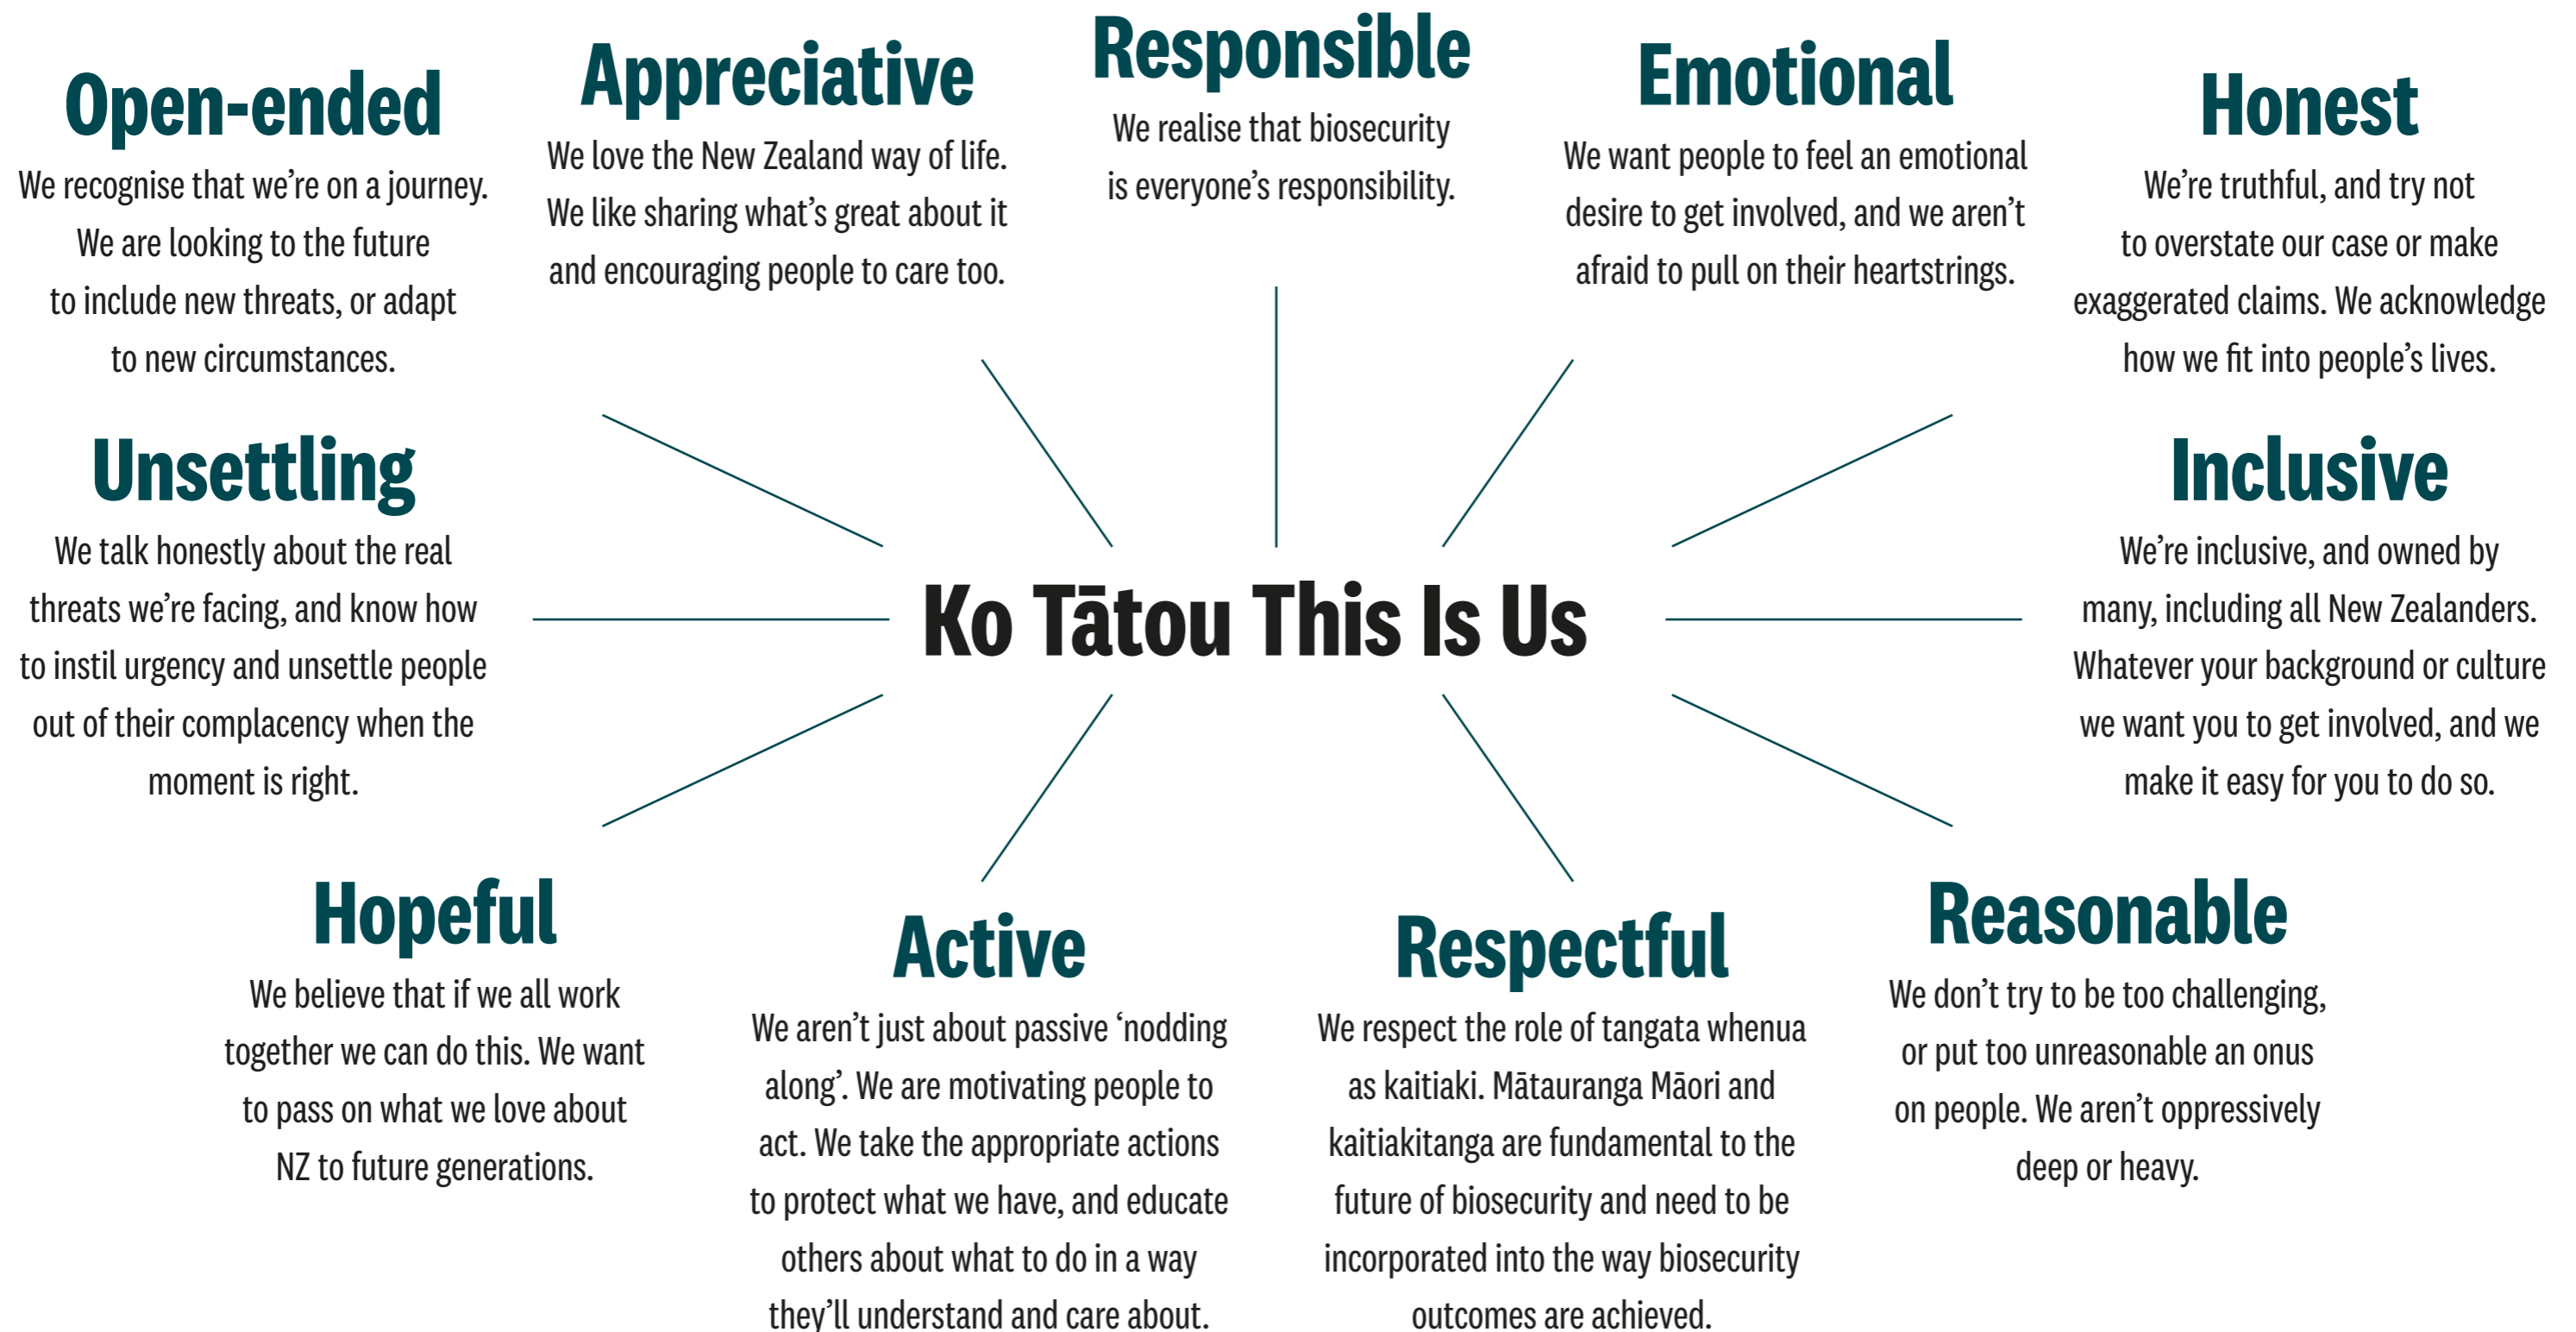 Open-ended
We recognise that we’re on a journey.
We are looking to the future
to include new threats, or adapt
to new circumstances.
Appreciative
We love the New Zealand way of life.
We like sharing what’s great about it
and encouraging people to care too.
Responsible
We realise that biosecurity
is everyone’s responsibility.
Emotional
We want people to feel an emotional
desire to get involved, and we aren’t
afraid to pull on their heartstrings.
Honest
We’re truthful, and try not
to overstate our case or make
exaggerated claims. We acknowledge
how we fit into people’s lives.
Unsettling
We talk honestly about the real
threats we’re facing, and know how
to instil urgency and unsettle people
out of their complacency when the
moment is right.
Ko Tātou This Is Us
Inclusive
We’re inclusive, and owned by
many, including all New Zealanders.
Whatever your background or culture
we want you to get involved, and we
make it easy for you to do so.
Hopeful
We believe that if we all work
together we can do this. We want
to pass on what we love about
NZ to future generations.
Active
We aren’t just about passive ‘nodding
along’. We are motivating people to
act. We take the appropriate actions
to protect what we have, and educate
others about what to do in a way
they’ll understand and care about.
Respectful
We respect the role of tangata whenua
as kaitiaki. Mātauranga Māori and
kaitiakitanga are fundamental to the
future of biosecurity and need to be
incorporated into the way biosecurity
outcomes are achieved.
Reasonable
We don’t try to be too challenging,
or put too unreasonable an onus
on people. We aren’t oppressively
deep or heavy.